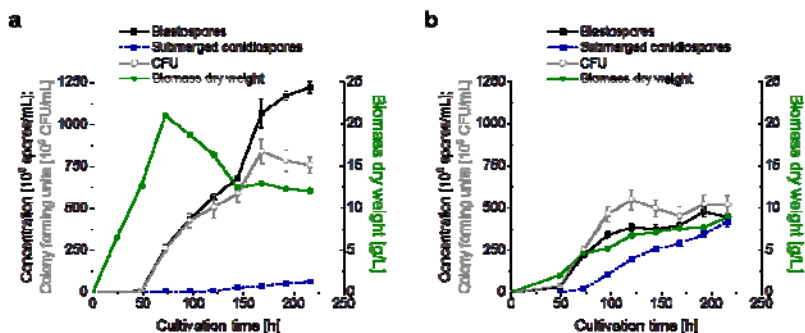 a
Blastospores
Submerged conidiospores
CFU
Biomass dry weight
Concentration [10⁶ spores/mL];
Colony forming units [10⁶ CFU/mL]
1250
1000
750
500
250
0
25
20
15
10
5
0
Biomass dry weight [g/L]
0 50 100 150 200 250
Cultivation time [h]
b
Blastospores
Submerged conidiospores
CFU
Biomass dry weight
Concentration [10⁶ spores/mL];
Colony forming units [10⁶ CFU/mL]
1250
1000
750
500
250
0
25
20
15
10
5
0
Biomass dry weight [g/L]
0 50 100 150 200 250
Cultivation time [h]